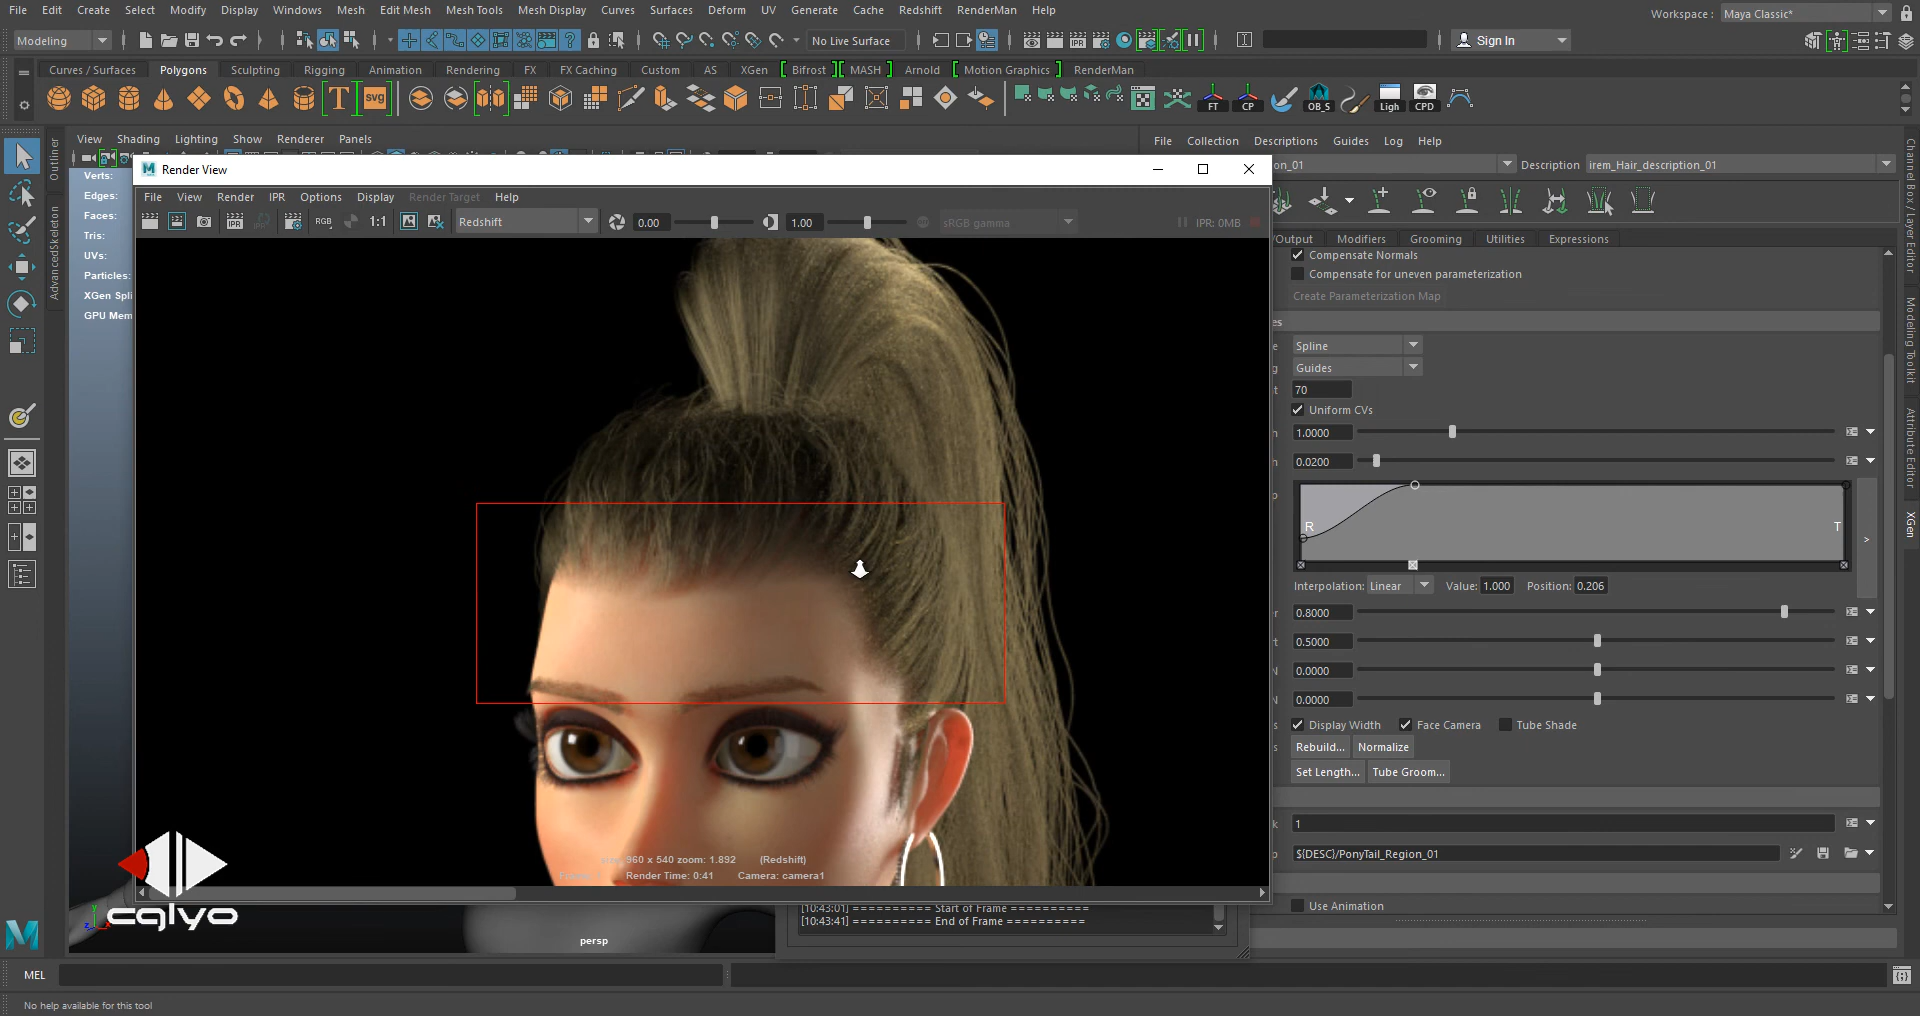 File Edit Create Select Modify Display Windows Mesh Edit Mesh Mesh Tools Mesh Display Curves Surfaces Deform UV Generate Cache Redshift RenderMan Help
Workspace : Maya Classic*
Modeling No Live Surface Sign In
Curves / Surfaces Polygons Sculpting Rigging Animation Rendering FX FX Caching Custom AS XGen Bifrost MASH Arnold Motion Graphics RenderMan
T SVG FT CP OB_S Ligh CPD
View Shading Lighting Show Renderer Panels
File Collection Descriptions Guides Log Help
Outliner
AdvancedSkeleton
Verts:
Edges:
Faces:
Tris:
UVs:
Particles:
XGen Spli
GPU Mem
Render View
File View Render IPR Options Display Render Target Help
IPR RGB 1:1 Redshift 0.00 1.00 sRGB gamma IPR: 0MB
on_01 Description irem_Hair_description_01
/Output Modifiers Grooming Utilities Expressions
Compensate Normals
Compensate for uneven parameterization
Create Parameterization Map
es
Spline
Guides
70
Uniform CVs
1.0000
0.0200
R T
>
Interpolation: Linear Value: 1.000 Position: 0.206
0.8000
0.5000
0.0000
0.0000
Display Width Face Camera Tube Shade
Rebuild... Normalize
Set Length... Tube Groom...
1
${DESC}/PonyTail_Region_01
Use Animation
Channel Box / Layer Editor
Modeling Toolkit
Attribute Editor
XGen
960 x 540 zoom: 1.892 (Redshift)
Render Time: 0:41 Camera: camera1
[10:43:01] ========== Start of Frame ==========
[10:43:41] ========== End of Frame ==========
cqlyo
persp
MEL
No help available for this tool